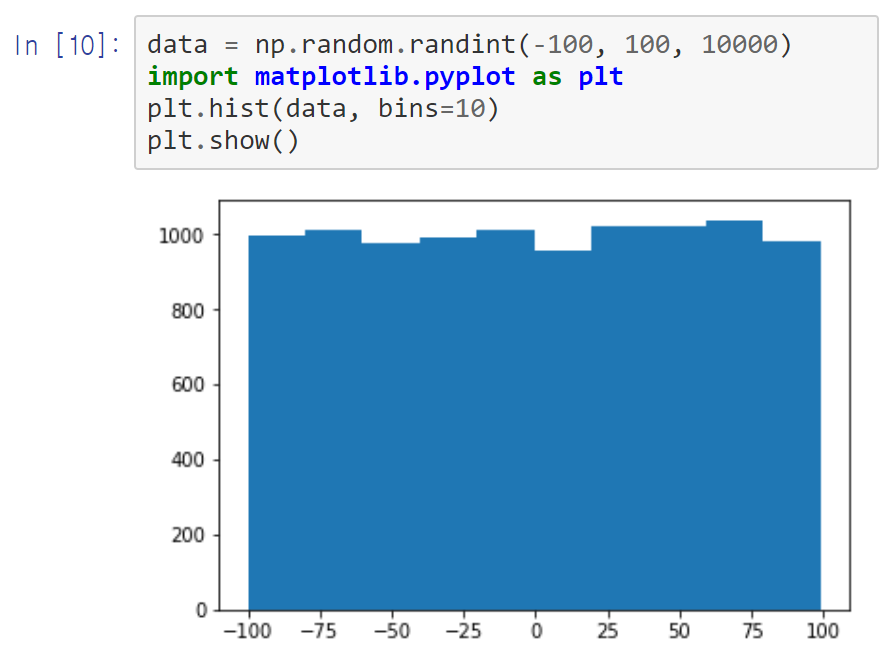 In [10]:
data = np.random.randint(-100, 100, 10000)
import matplotlib.pyplot as plt
plt.hist(data, bins=10)
plt.show()
1000
800
600
400
200
0
−100 −75 −50 −25 0 25 50 75 100